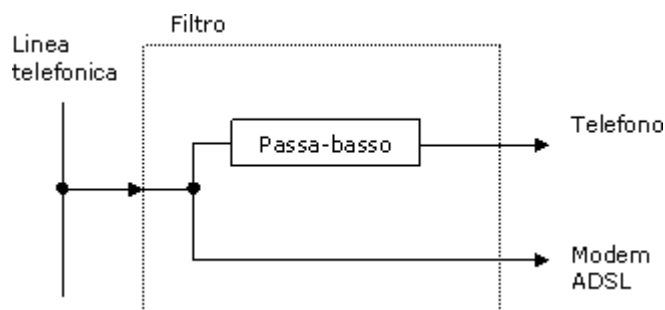 Filtro
Linea
telefonica
Passa-basso
Telefono
Modem
ADSL